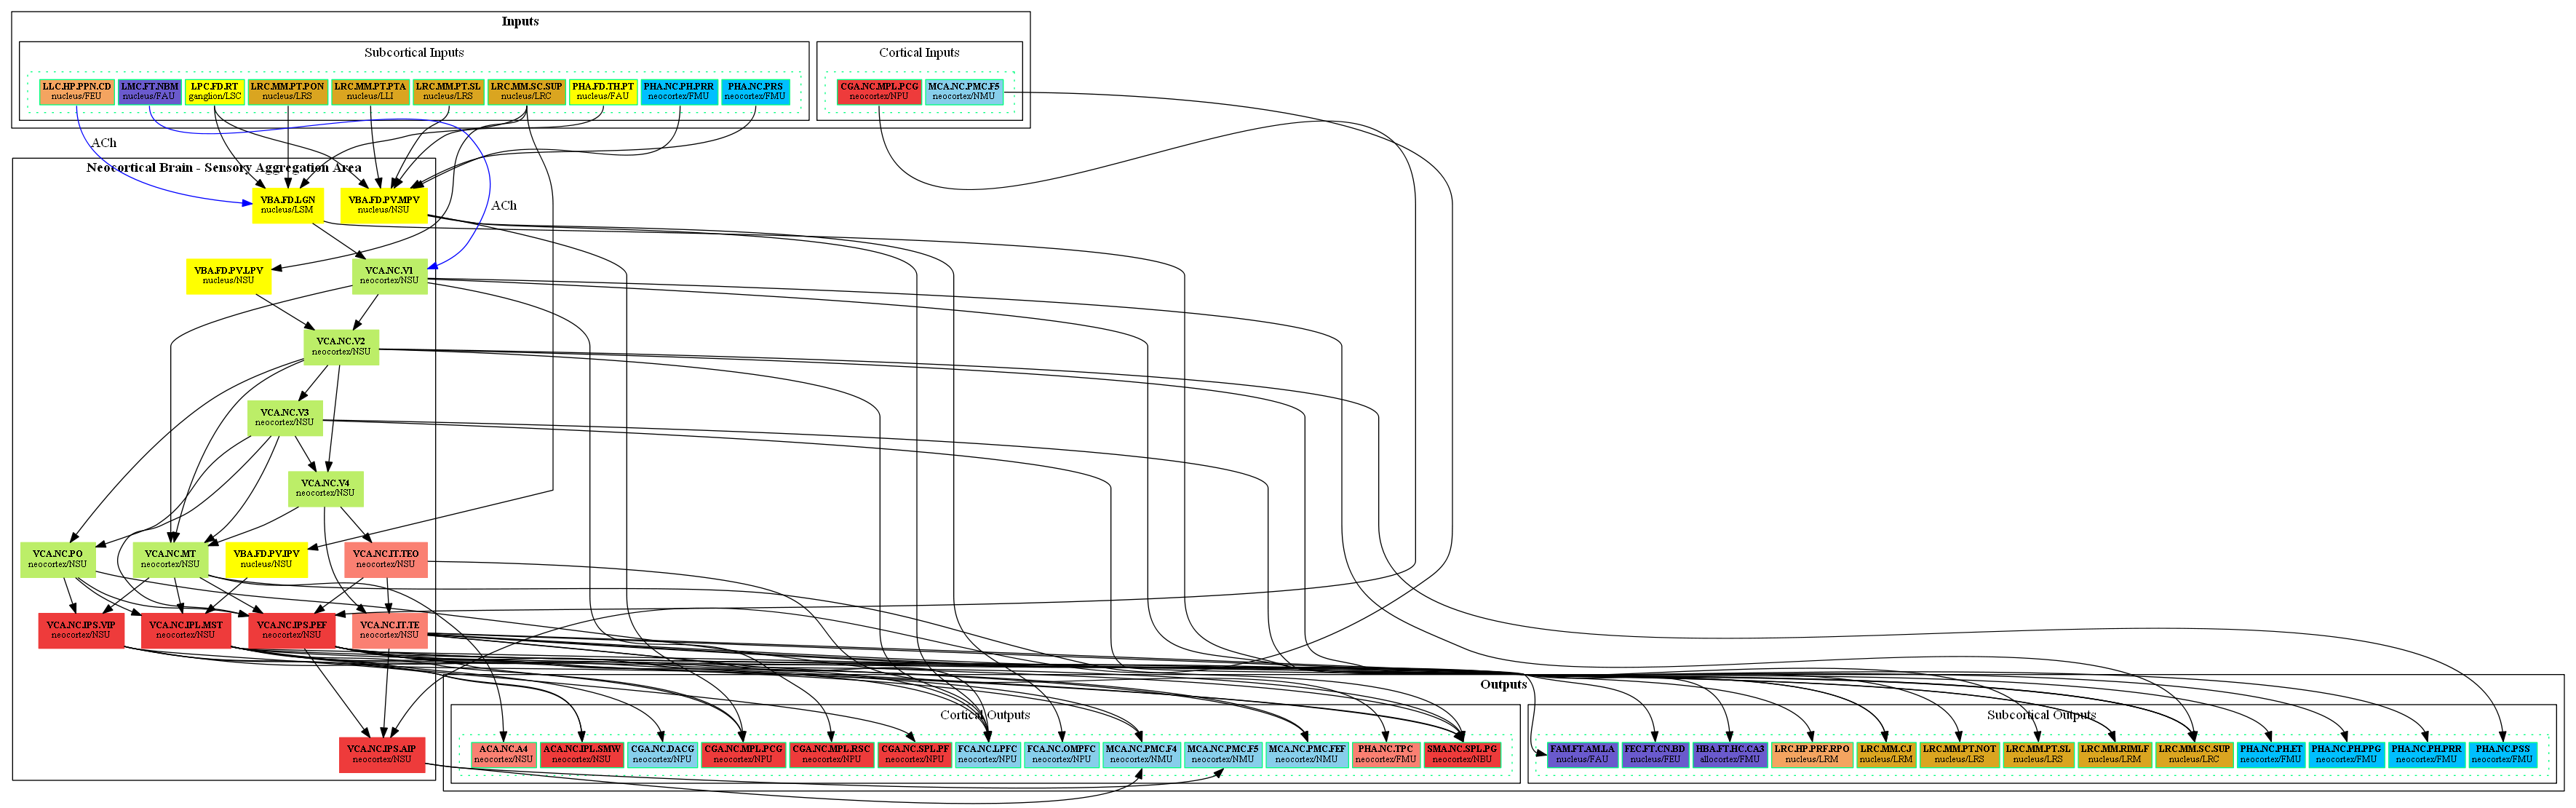 Inputs
Subcortical Inputs
Cortical Inputs
LLC.HP.PPN.CD
nucleus/FEU
LMC.FT.NBM
nucleus/FAU
LPC.FD.RT
ganglion/LSC
LRC.MM.PT.PON
nucleus/LRS
LRC.MM.PT.PTA
nucleus/LLI
LRC.MM.PT.SL
nucleus/LRS
LRC.MM.SC.SUP
nucleus/LRC
PHA.FD.TH.PT
nucleus/FAU
PHA.NC.PH.PRR
neocortex/FMU
PHA.NC.PRS
neocortex/FMU
CGA.NC.MPL.PCG
neocortex/NPU
MCA.NC.PMC.F5
neocortex/NMU
ACh
Neocortical Brain - Sensory Aggregation Area
VBA.FD.LGN
nucleus/LSM
VBA.FD.PV.MPV
nucleus/NSU
ACh
VBA.FD.PV.LPV
nucleus/NSU
VCA.NC.V1
neocortex/NSU
VCA.NC.V2
neocortex/NSU
VCA.NC.V3
neocortex/NSU
VCA.NC.V4
neocortex/NSU
VCA.NC.PO
neocortex/NSU
VCA.NC.MT
neocortex/NSU
VBA.FD.PV.IPV
nucleus/NSU
VCA.NC.IT.TEO
neocortex/NSU
VCA.NC.IPS.VIP
neocortex/NSU
VCA.NC.IPL.MST
neocortex/NSU
VCA.NC.IPS.PEF
neocortex/NSU
VCA.NC.IT.TE
neocortex/NSU
VCA.NC.IPS.AIP
neocortex/NSU
Outputs
Cortical Outputs
Subcortical Outputs
ACA.NC.A4
neocortex/NSU
ACA.NC.IPL.SMW
neocortex/NSU
CGA.NC.DACG
neocortex/NPU
CGA.NC.MPL.PCG
neocortex/NPU
CGA.NC.MPL.RSC
neocortex/NPU
CGA.NC.SPL.PF
neocortex/NPU
FCA.NC.LPFC
neocortex/NPU
FCA.NC.OMPFC
neocortex/NPU
MCA.NC.PMC.F4
neocortex/NMU
MCA.NC.PMC.F5
neocortex/NMU
MCA.NC.PMC.FEF
neocortex/NMU
PHA.NC.TPC
neocortex/FMU
SMA.NC.SPL.PG
neocortex/NBU
FAM.FT.AM.LA
nucleus/FAU
FEC.FT.CN.BD
nucleus/FEU
HBA.FT.HC.CA3
allocortex/FMU
LRC.HP.PRF.RPO
nucleus/LRM
LRC.MM.CJ
nucleus/LRM
LRC.MM.PT.NOT
nucleus/LRS
LRC.MM.PT.SL
nucleus/LRS
LRC.MM.RIMLF
nucleus/LRM
LRC.MM.SC.SUP
nucleus/LRC
PHA.NC.PH.ET
neocortex/FMU
PHA.NC.PH.PPG
neocortex/FMU
PHA.NC.PH.PRR
neocortex/FMU
PHA.NC.PSS
neocortex/FMU